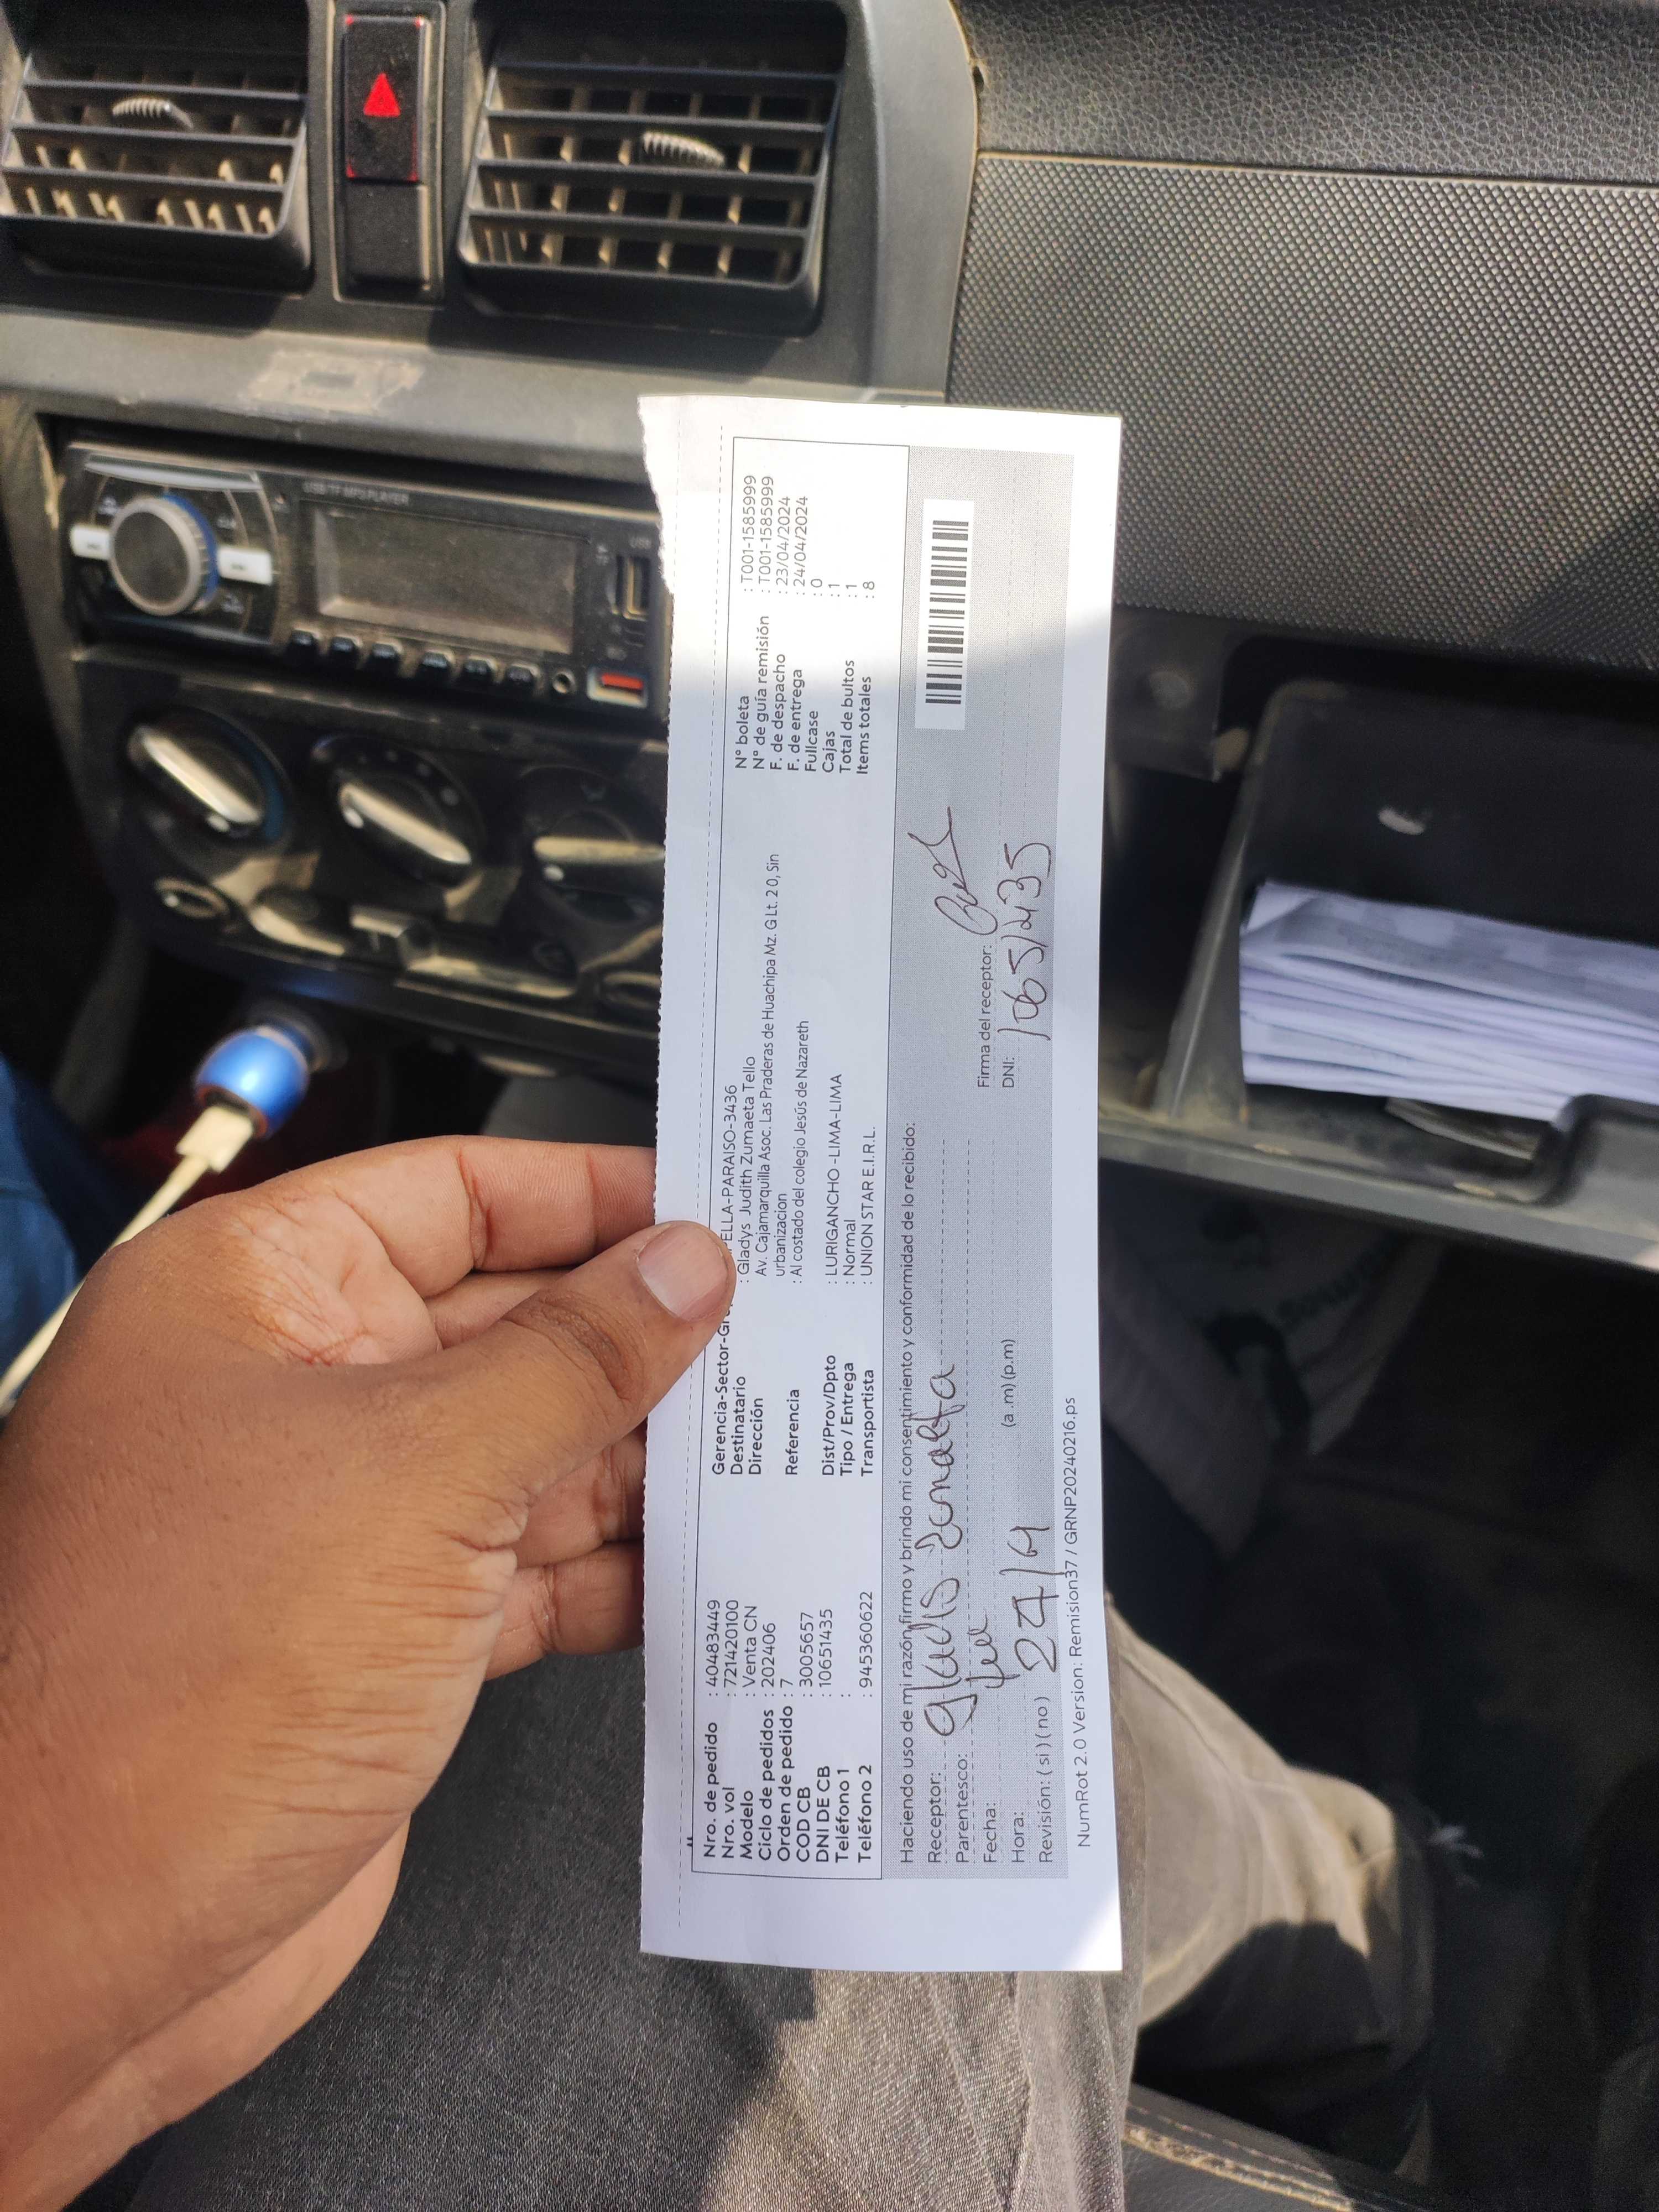 USB/TF MP3 PLAYER
USB
Nro. de pedido : 40483449
Nro. vol : 721420100
Modelo : Venta CN
Ciclo de pedidos : 202406
Orden de pedido : 7
COD CB : 3005657
DNI DE CB : 10651435
Teléfono 1 :
Teléfono 2 : 945360622
Gerencia-Sector-Gr ELLA-PARAISO-3436
Destinatario : Gladys Judith Zumaeta Tello
Dirección Av. Cajamarquilla Asoc. Las Praderas de Huachipa Mz. G Lt. 20, Sin
urbanizacion
Referencia : Al costado del colegio Jesús de Nazareth
Dist/Prov/Dpto : LURIGANCHO -LIMA-LIMA
Tipo / Entrega : Normal
Transportista : UNION STAR E.I.R.L.
N° boleta : T001-1585999
N° de guía remisión : T001-1585999
F. de despacho : 23/04/2024
F. de entrega : 24/04/2024
Fullcase : 0
Cajas : 1
Total de bultos : 1
Items totales : 8
Haciendo uso de mi razón firmo y brindo mi consentimiento y conformidad de lo recibido:
Receptor:
Parentesco:
Fecha: 24/4
Hora: (a.m) (p.m)
Revisión: ( si ) ( no )
Firma del receptor:
DNI: 10651435
NumRot 2.0 Version: Remision37 / GRNP20240216.ps